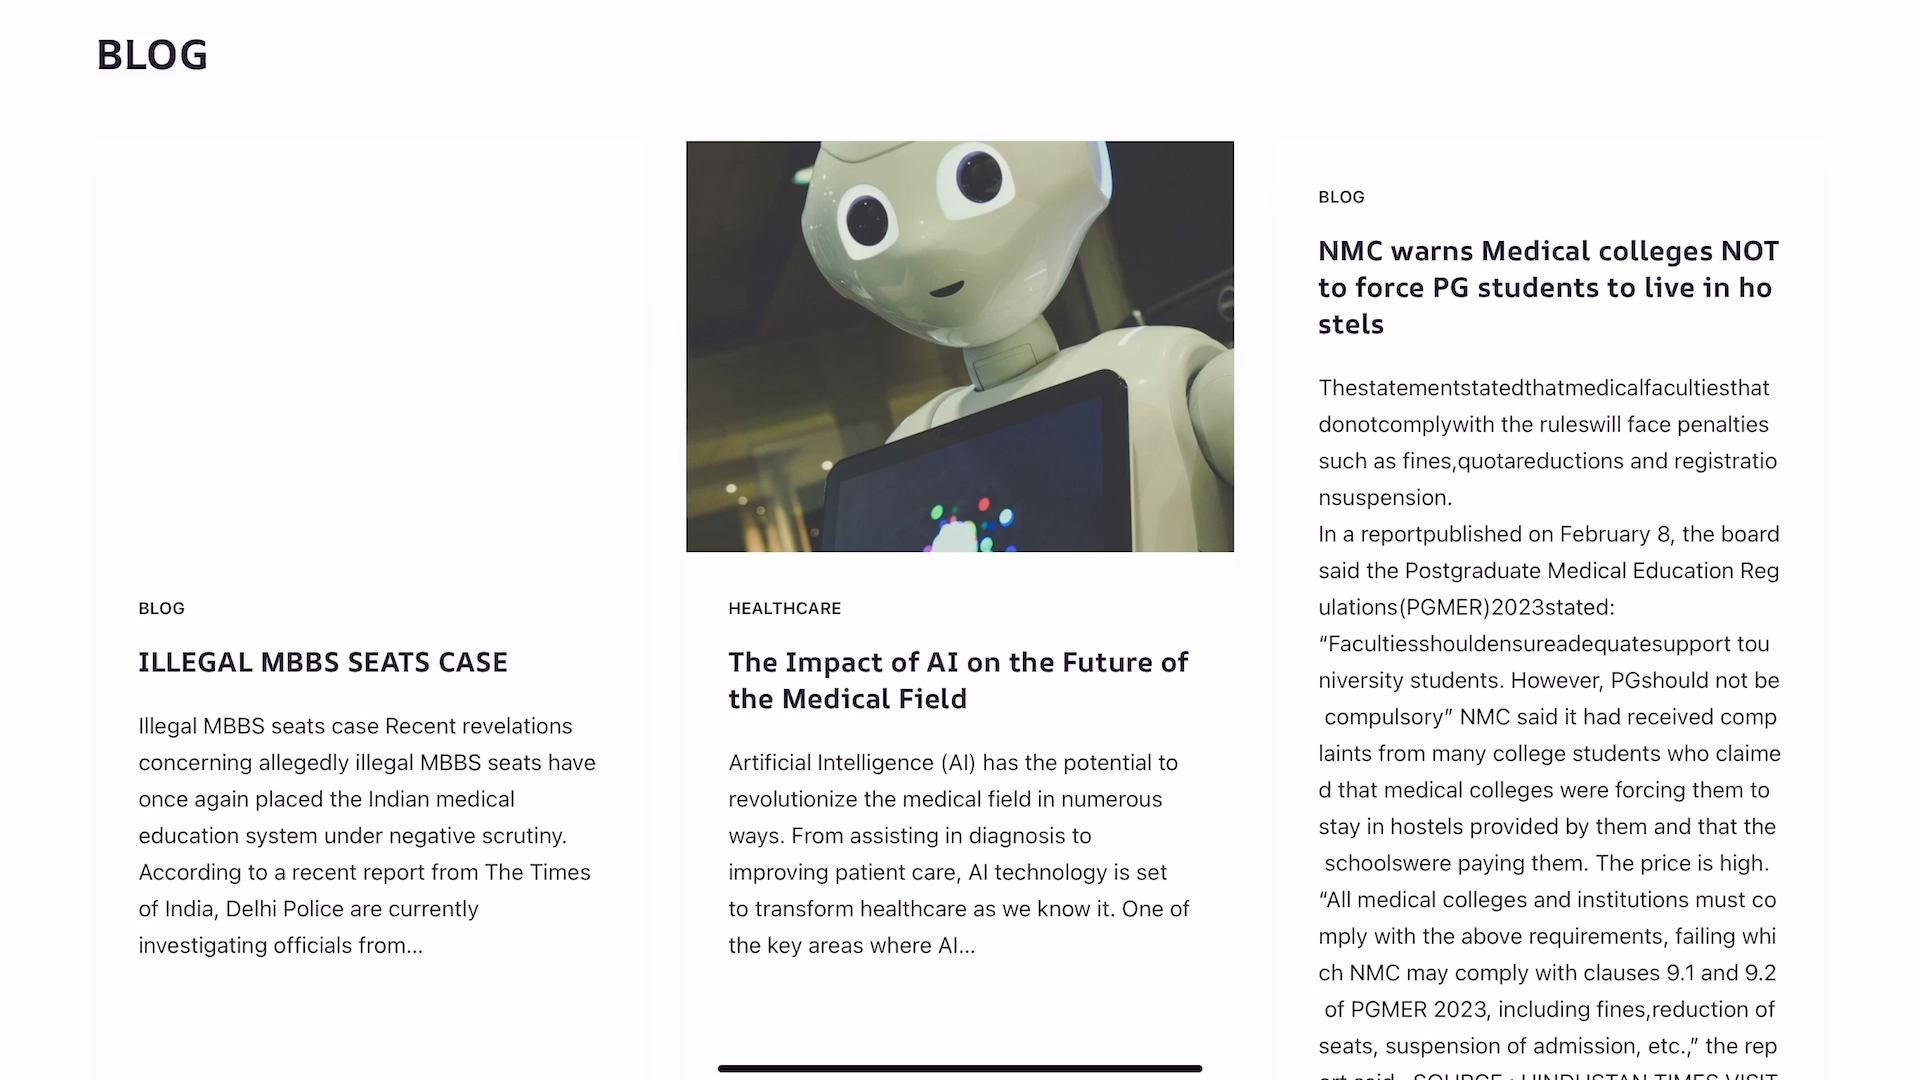 BLOG
BLOG
ILLEGAL MBBS SEATS CASE
Illegal MBBS seats case Recent revelations
concerning allegedly illegal MBBS seats have
once again placed the Indian medical
education system under negative scrutiny.
According to a recent report from The Times
of India, Delhi Police are currently
investigating officials from...
HEALTHCARE
The Impact of AI on the Future of
the Medical Field
Artificial Intelligence (AI) has the potential to
revolutionize the medical field in numerous
ways. From assisting in diagnosis to
improving patient care, AI technology is set
to transform healthcare as we know it. One of
the key areas where AI...
BLOG
NMC warns Medical colleges NOT
to force PG students to live in ho
stels
Thestatementstatedthatmedicalfacultiesthat
donotcomplywith the ruleswill face penalties
such as fines,quotareductions and registratio
nsuspension.
In a reportpublished on February 8, the board
said the Postgraduate Medical Education Reg
ulations(PGMER)2023stated:
“Facultiesshouldensureadequatesupport tou
niversity students. However, PGshould not be
compulsory” NMC said it had received comp
laints from many college students who claime
d that medical colleges were forcing them to
stay in hostels provided by them and that the
schoolswere paying them. The price is high.
“All medical colleges and institutions must co
mply with the above requirements, failing whi
ch NMC may comply with clauses 9.1 and 9.2
of PGMER 2023, including fines,reduction of
seats, suspension of admission, etc.,” the rep
ort said. SOURCE : HINDUSTAN TIMES VISIT